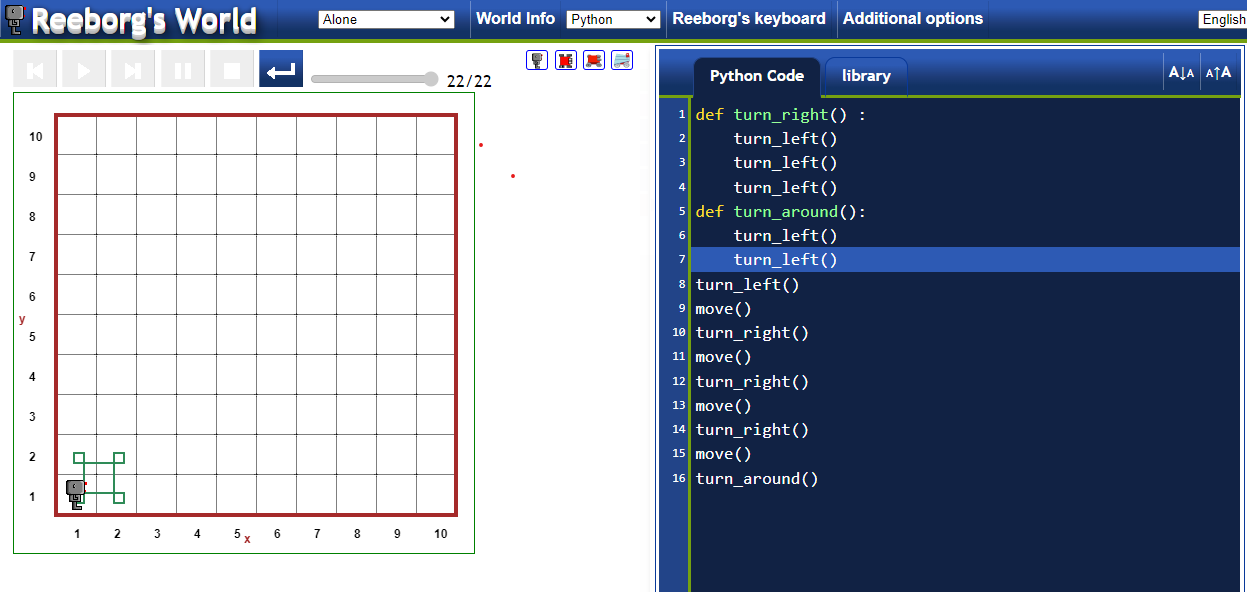 Reeborg's World
Alone
World Info
Python
Reeborg's keyboard
Additional options
English
22/22
Python Code
library
A↓A
A↑A
10
9
8
7
6
y
5
4
3
2
1
1 2 3 4 5 x 6 7 8 9 10
1 def turn_right() :
2 turn_left()
3 turn_left()
4 turn_left()
5 def turn_around():
6 turn_left()
7 turn_left()
8 turn_left()
9 move()
10 turn_right()
11 move()
12 turn_right()
13 move()
14 turn_right()
15 move()
16 turn_around()